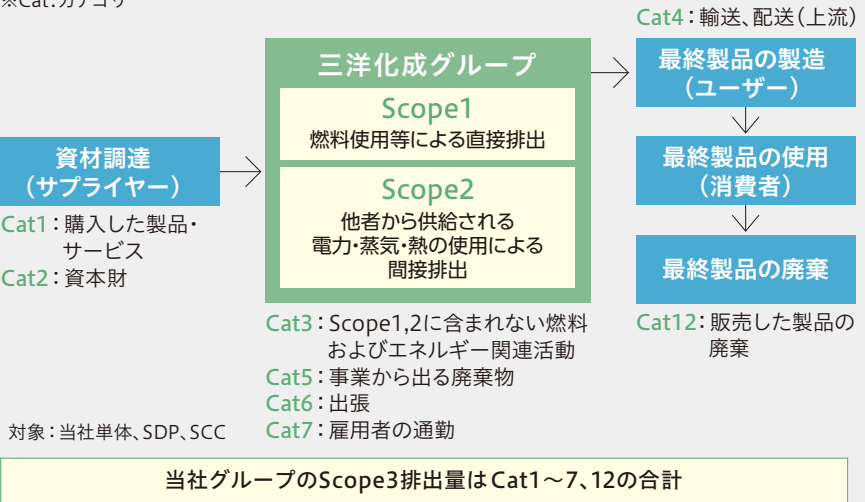 ※Cat:カテゴリ
資材調達
（サプライヤー）
Cat1：購入した製品・
サービス
Cat2：資本財
対象：当社単体、SDP、SCC
三洋化成グループ
Scope1
燃料使用等による直接排出
Scope2
他者から供給される
電力・蒸気・熱の使用による
間接排出
Cat3：Scope1,2に含まれない燃料
およびエネルギー関連活動
Cat5：事業から出る廃棄物
Cat6：出張
Cat7：雇用者の通勤
Cat4：輸送、配送（上流）
最終製品の製造
（ユーザー）
最終製品の使用
（消費者）
最終製品の廃棄
Cat12：販売した製品の
廃棄
当社グループのScope3排出量はCat1～7、12の合計